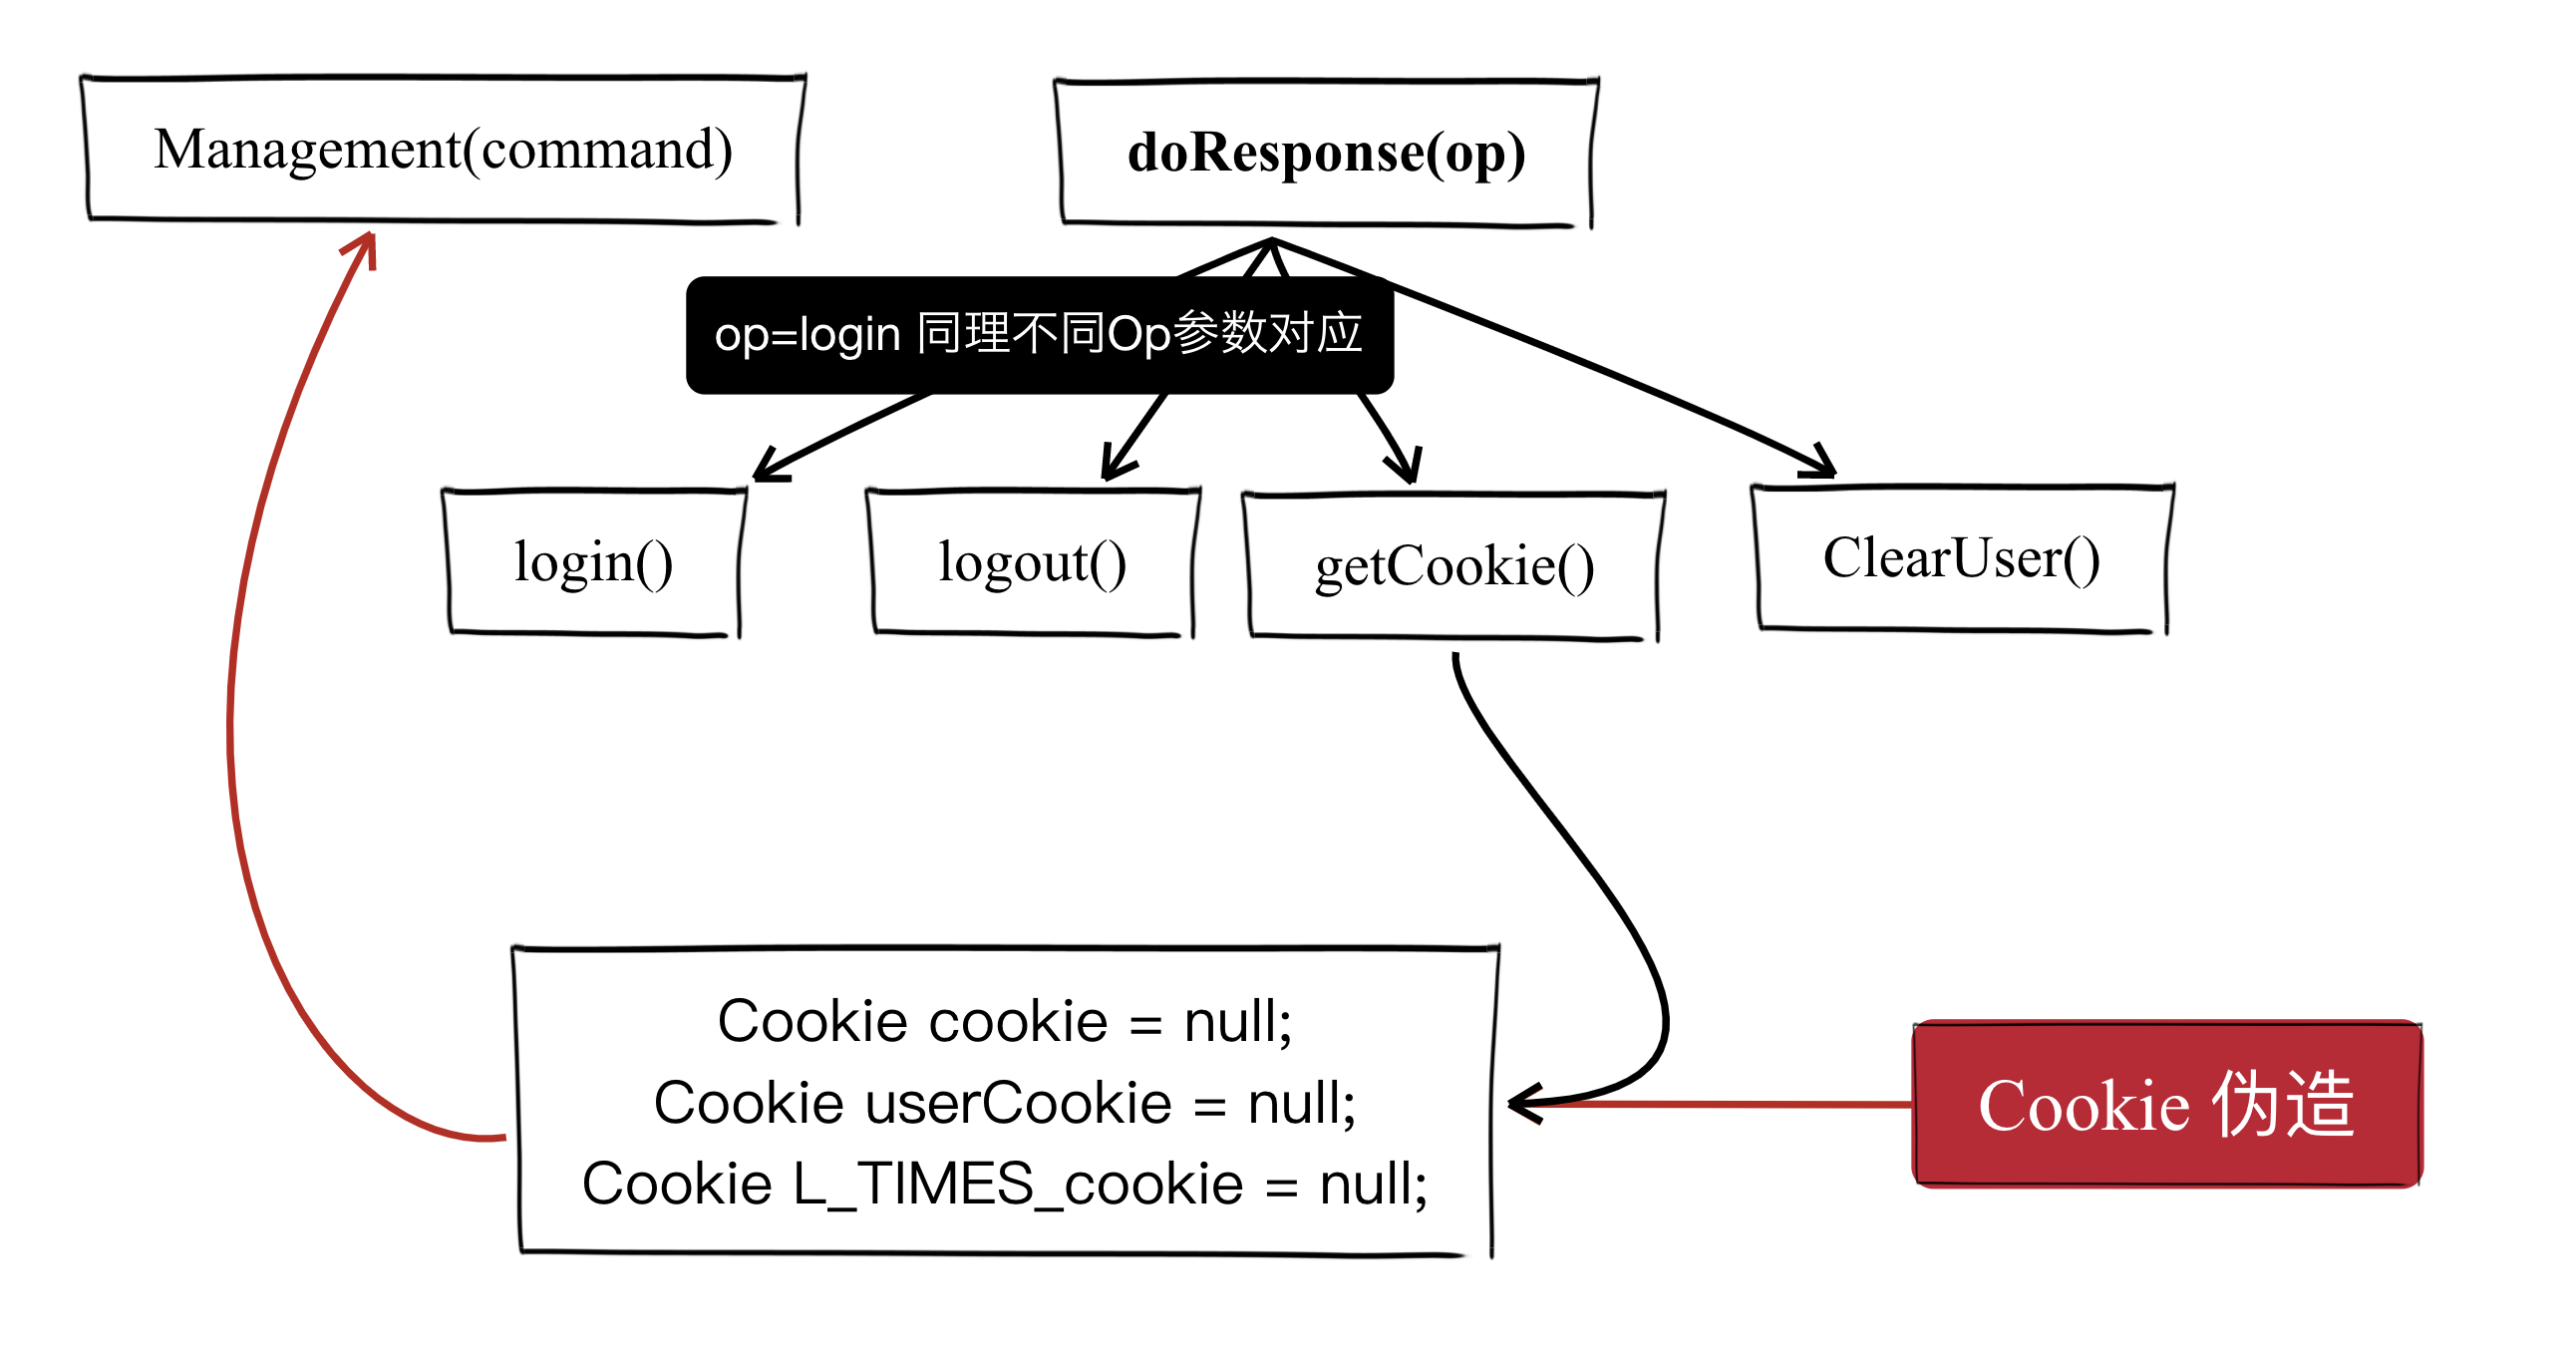 Management(command)
doResponse(op)
op=login 同理不同Op参数对应
login()
logout()
getCookie()
ClearUser()
Cookie cookie = null;
Cookie userCookie = null;
Cookie L_TIMES_cookie = null;
Cookie 伪造